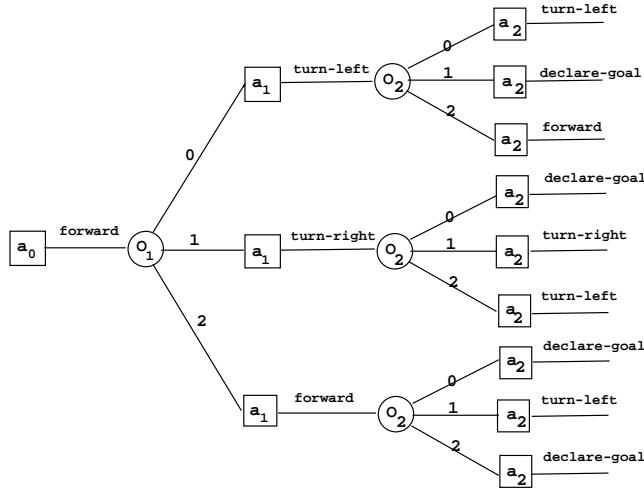 turn-left
0 a2
turn-left 1 declare-goal
a1 O2 a2
2 forward
a2
0 declare-goal
0 a2
forward 1 turn-right 1 turn-right
a0 O1 a1 O2 a2
2 turn-left
a2
2 declare-goal
0 a2
forward 1 turn-left
a1 O2 a2
2 declare-goal
a2